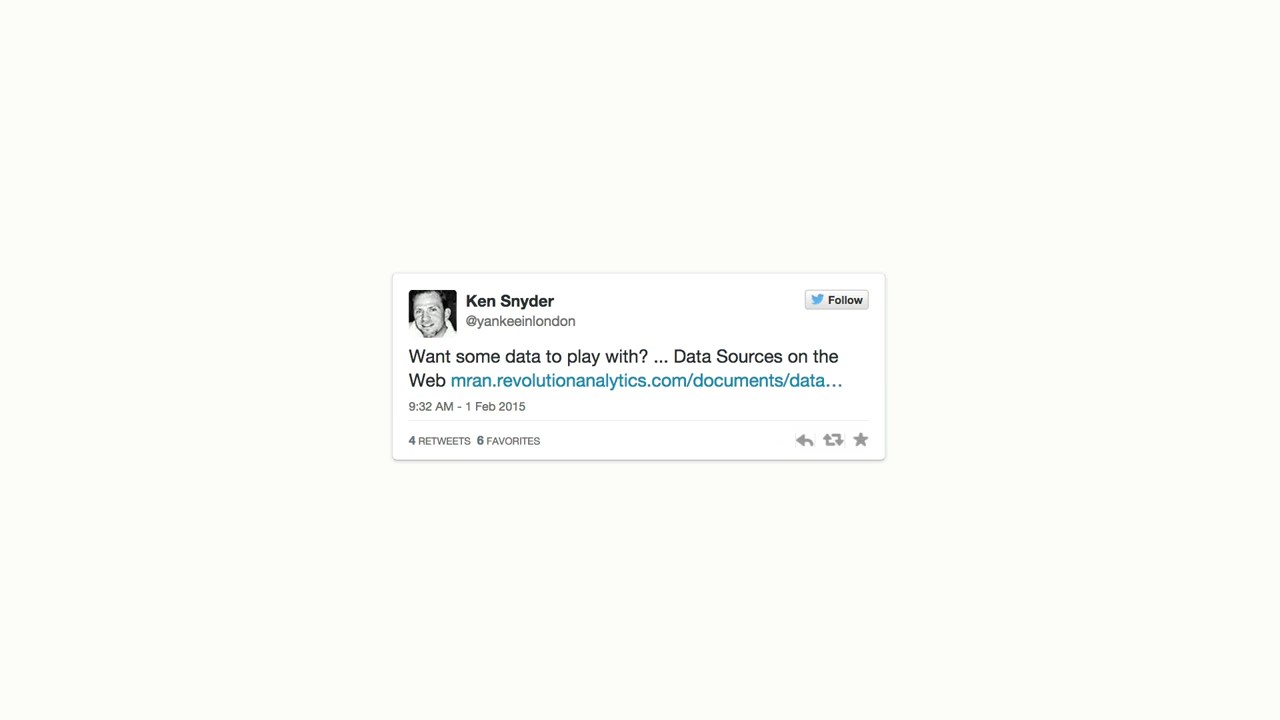 Ken Snyder
Follow
@yankeeinlondon
Want some data to play with? ... Data Sources on the
Web mran.revolutionanalytics.com/documents/data…
9:32 AM - 1 Feb 2015
4 RETWEETS 6 FAVORITES